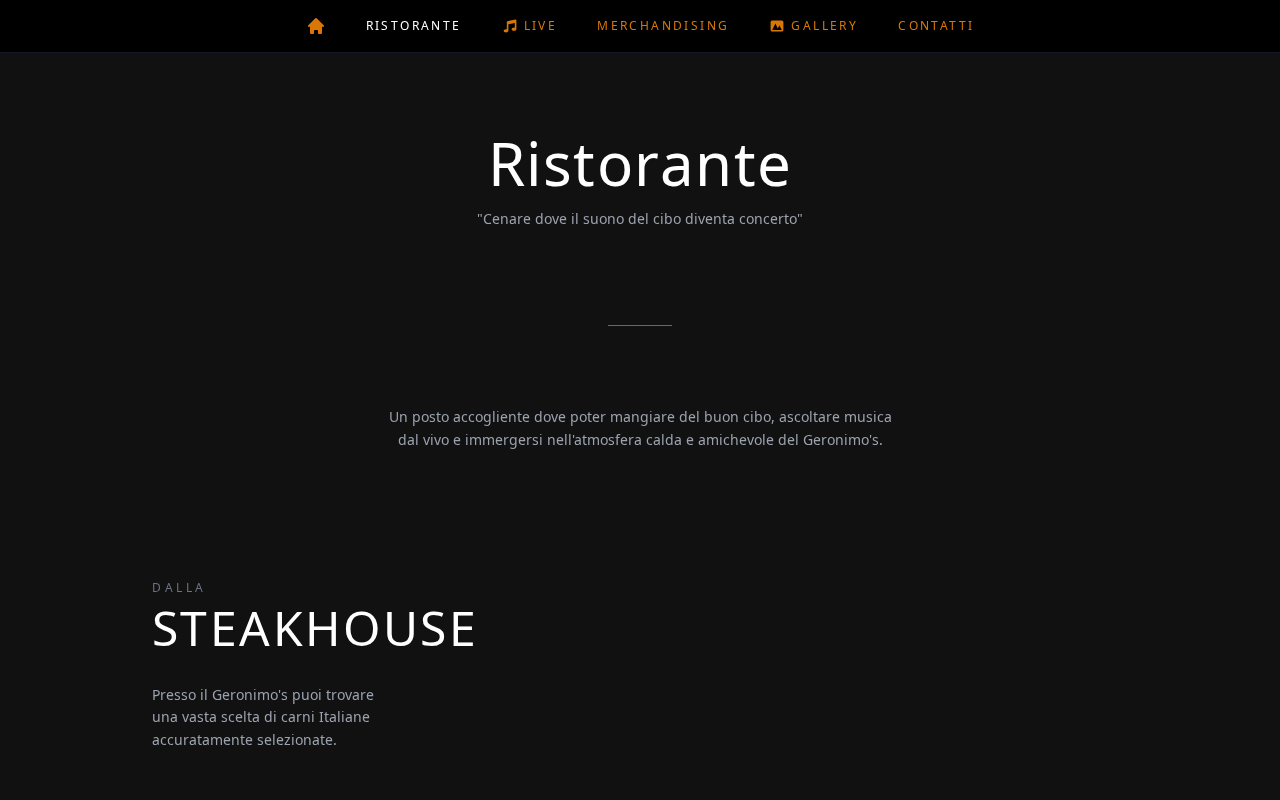 RISTORANTE LIVE MERCHANDISING GALLERY CONTATTI
Ristorante
"Cenare dove il suono del cibo diventa concerto"
Un posto accogliente dove poter mangiare del buon cibo, ascoltare musica
dal vivo e immergersi nell'atmosfera calda e amichevole del Geronimo's.
DALLA
STEAKHOUSE
Presso il Geronimo's puoi trovare
una vasta scelta di carni Italiane
accuratamente selezionate.